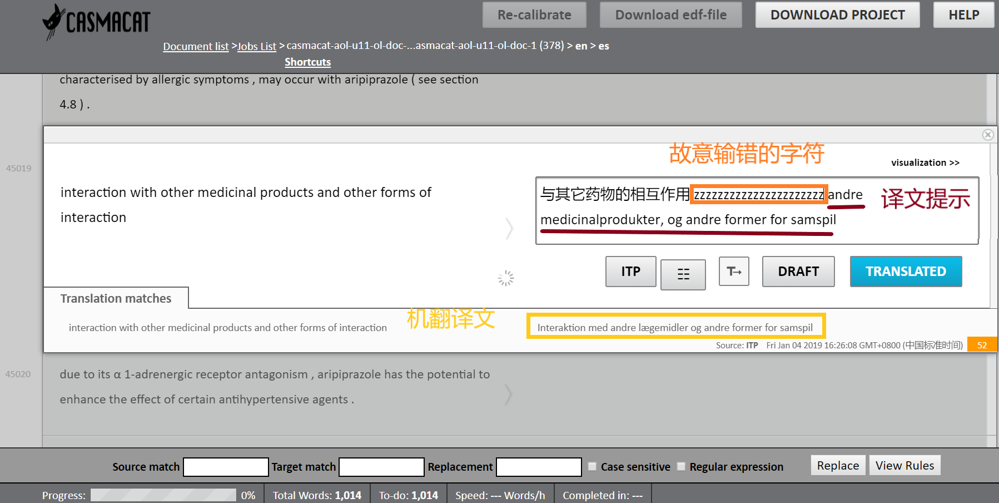 CASMACAT
Re-calibrate
Download edf-file
DOWNLOAD PROJECT
HELP
Document list >Jobs List > casmacat-aol-u11-ol-doc-...asmacat-aol-u11-ol-doc-1 (378) > en > es
Shortcuts
characterised by allergic symptoms , may occur with aripiprazole ( see section
4.8 ) .
45019
故意输错的字符
visualization >>
interaction with other medicinal products and other forms of
interaction
与其它药物的相互作用zzzzzzzzzzzzzzzzzzzzzz andre
medicinalprodukter, og andre former for samspil
译文提示
ITP
T→
DRAFT
TRANSLATED
Translation matches
机翻译文
interaction with other medicinal products and other forms of interaction
Interaktion med andre lægemidler og andre former for samspil
Source: ITP Fri Jan 04 2019 16:26:08 GMT+0800 (中国标准时间) 52
45020
due to its α 1-adrenergic receptor antagonism , aripiprazole has the potential to
enhance the effect of certain antihypertensive agents .
Source match
Target match
Replacement
Case sensitive
Regular expression
Replace
View Rules
Progress: 0%
Total Words: 1,014
To-do: 1,014
Speed: --- Words/h
Completed in: ---